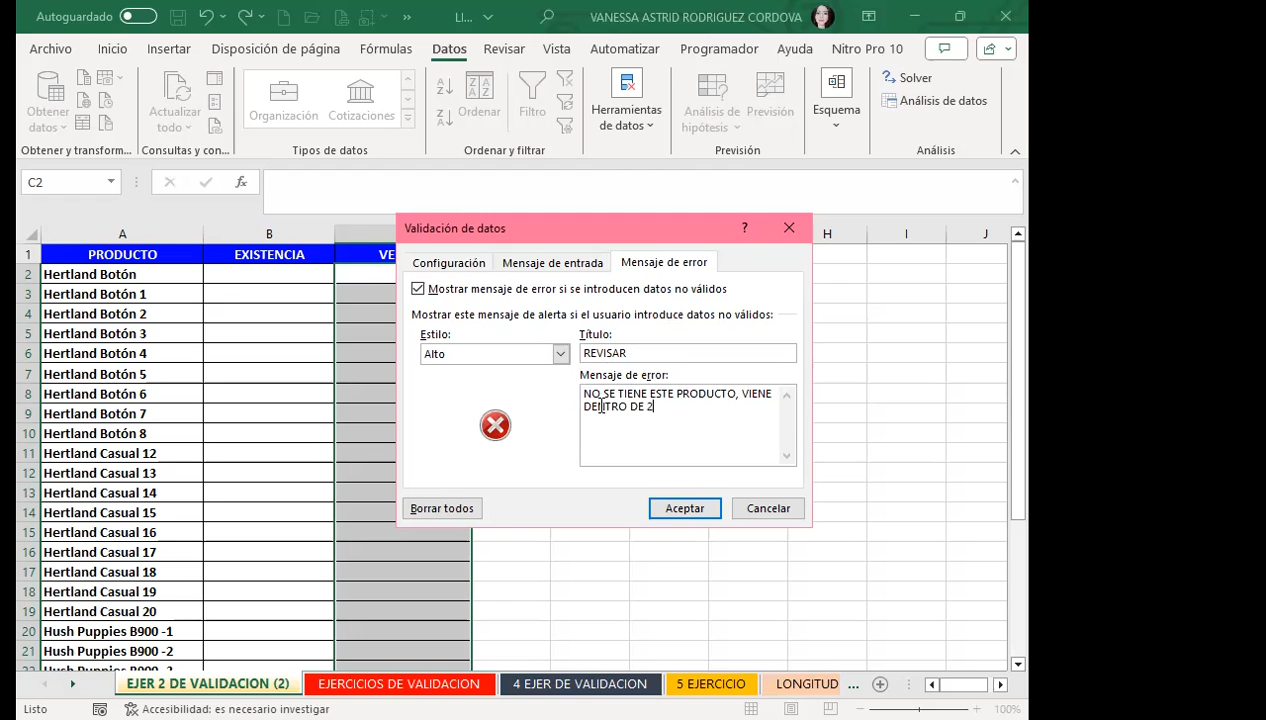 Autoguardado
LI...
VANESSA ASTRID RODRIGUEZ CORDOVA
Archivo Inicio Insertar Disposición de página Fórmulas Datos Revisar Vista Automatizar Programador Ayuda Nitro Pro 10
Obtener datos
Actualizar todo
Organización Cotizaciones
Ordenar
Filtro
Herramientas de datos
Análisis de hipótesis
Previsión
Esquema
Solver
Análisis de datos
Obtener y transform... Consultas y con... Tipos de datos Ordenar y filtrar Previsión Análisis
C2 fx
Validación de datos ?
Configuración Mensaje de entrada Mensaje de error
Mostrar mensaje de error si se introducen datos no válidos
Mostrar este mensaje de alerta si el usuario introduce datos no válidos:
Estilo: Título:
Alto REVISAR
Mensaje de error:
NO SE TIENE ESTE PRODUCTO, VIENE
DENTRO DE 2
Borrar todos Aceptar Cancelar
A B H I J
1 PRODUCTO EXISTENCIA VE
2 Hertland Botón
3 Hertland Botón 1
4 Hertland Botón 2
5 Hertland Botón 3
6 Hertland Botón 4
7 Hertland Botón 5
8 Hertland Botón 6
9 Hertland Botón 7
10 Hertland Botón 8
11 Hertland Casual 12
12 Hertland Casual 13
13 Hertland Casual 14
14 Hertland Casual 15
15 Hertland Casual 16
16 Hertland Casual 17
17 Hertland Casual 18
18 Hertland Casual 19
19 Hertland Casual 20
20 Hush Puppies B900 -1
21 Hush Puppies B900 -2
22 Hush Puppies B900 -3
EJER 2 DE VALIDACION (2) EJERCICIOS DE VALIDACION 4 EJER DE VALIDACION 5 EJERCICIO LONGITUD ...
Listo Accesibilidad: es necesario investigar 100%